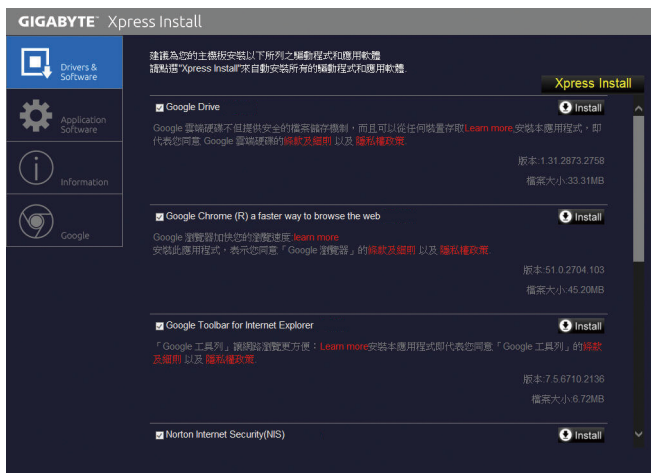 GIGABYTE™ Xpress Install
Drivers &
Software
Application
Software
Information
Google
建議為您的主機板安裝以下所列之驅動程式和應用軟體
請點選"Xpress Install"來自動安裝所有的驅動程式和應用軟體.
Xpress Install
Google Drive
Install
Google 雲端硬碟不但提供安全的檔案儲存機制，而且可以從任何裝置存取Learn more,安裝本應用程式，即
代表您同意 Google 雲端硬碟的條款及細則 以及 隱私權政策.
版本:1.31.2873.2758
檔案大小:33.31MB
Google Chrome (R) a faster way to browse the web
Install
Google 瀏覽器加快您的瀏覽速度:learn more
安裝此應用程式，表示您同意「Google 瀏覽器」的條款及細則 以及 隱私權政策
版本:51.0.2704.103
檔案大小:45.20MB
Google Toolbar for Internet Explorer
Install
「Google 工具列」讓網路瀏覽更方便：Learn more安裝本應用程式即代表您同意「Google 工具列」的條款
及細則 以及 隱私權政策.
版本:7.5.6710.2136
檔案大小:6.72MB
Norton Internet Security(NIS)
Install